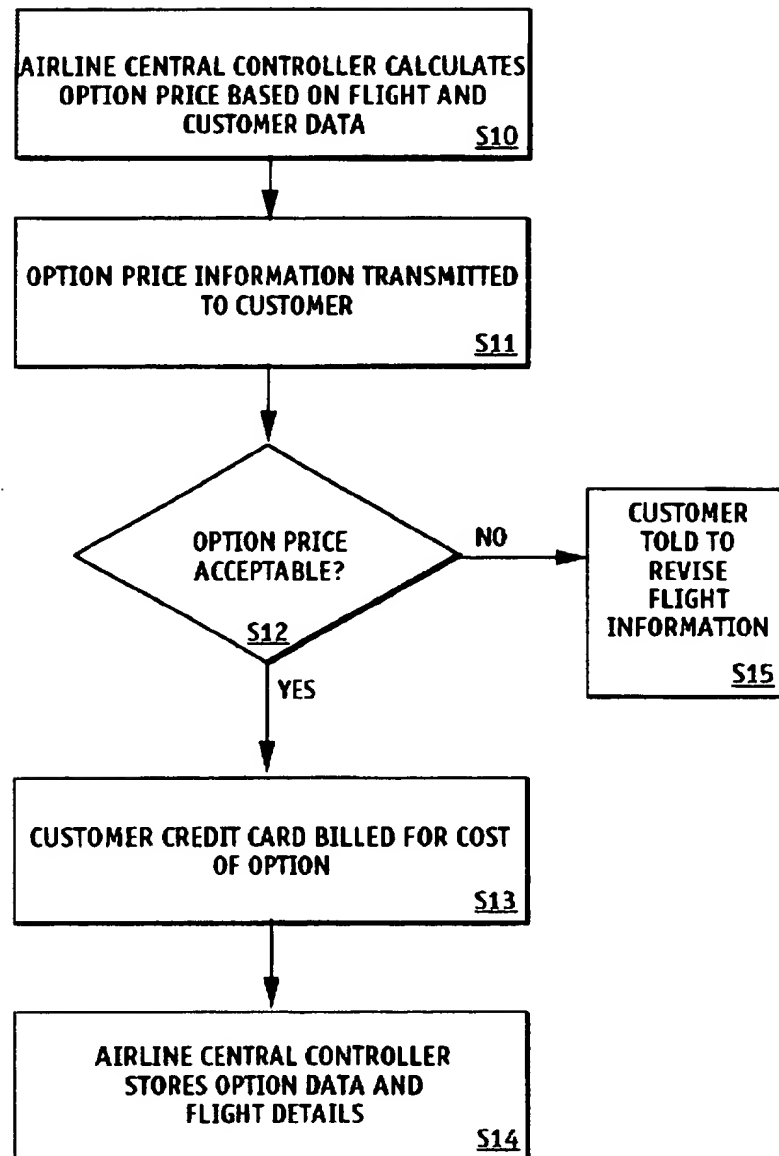 AIRLINE CENTRAL CONTROLLER CALCULATES
OPTION PRICE BASED ON FLIGHT AND
CUSTOMER DATA
S10
OPTION PRICE INFORMATION TRANSMITTED
TO CUSTOMER
S11
OPTION PRICE
ACCEPTABLE?
S12
NO
CUSTOMER
TOLD TO
REVISE
FLIGHT
INFORMATION
S15
YES
CUSTOMER CREDIT CARD BILLED FOR COST
OF OPTION
S13
AIRLINE CENTRAL CONTROLLER
STORES OPTION DATA AND
FLIGHT DETAILS
S14